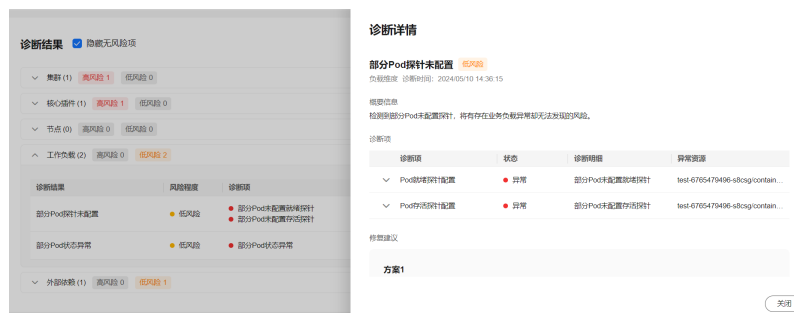 诊断结果 隐藏无风险项
集群 (1) 高风险 1 低风险 0
核心插件 (1) 高风险 1 低风险 0
节点 (0) 高风险 0 低风险 0
工作负载 (2) 高风险 0 低风险 2
诊断结果 风险程度 诊断项
部分Pod探针未配置 低风险 部分Pod未配置就绪探针
部分Pod未配置存活探针
部分Pod状态异常 低风险 部分Pod状态异常
外部依赖 (1) 高风险 0 低风险 1
诊断详情
部分Pod探针未配置 低风险
负载维度 诊断时间：2024/05/10 14:36:15
概要信息
检测到部分Pod未配置探针，将有存在业务负载异常却无法发现的风险。
诊断项
诊断项 状态 诊断明细 异常资源
Pod就绪探针配置 异常 部分Pod未配置就绪探针 test-6765479496-s8csg/contain...
Pod存活探针配置 异常 部分Pod未配置存活探针 test-6765479496-s8csg/contain...
修复建议
方案1
关闭